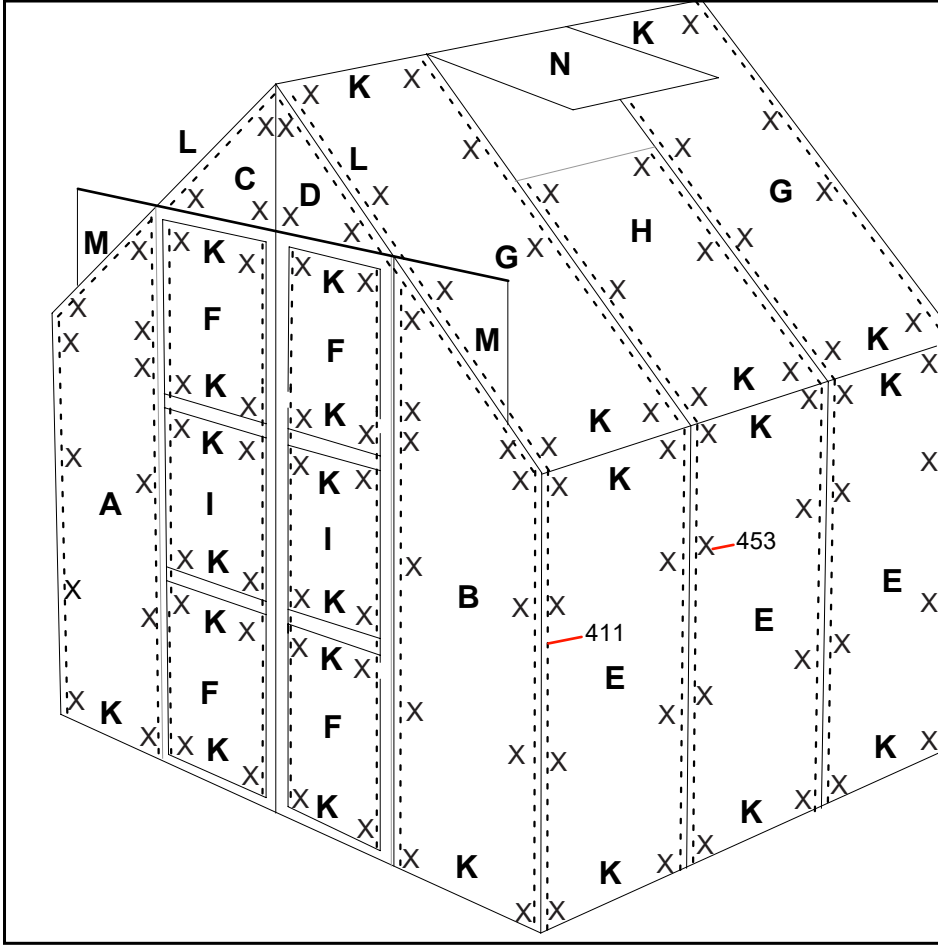 X K
N
X K X
X
X X X
L L X X
C D X X G X
X X X X
M X X X G H X X
X K X X K X X X
F M
X X X X X X
X X F K K
X K X X K X K X
X K X X K X X X K X X
X K X X K X X K X K X
X X K X X X X
A I X X X
I X 453
X K X X X
X X K X B X X E X
X K X X K X 411 E X
X K X E
F X X X X
X K F X K X
X K X X K X X
X K X X K X
X K X X
X X